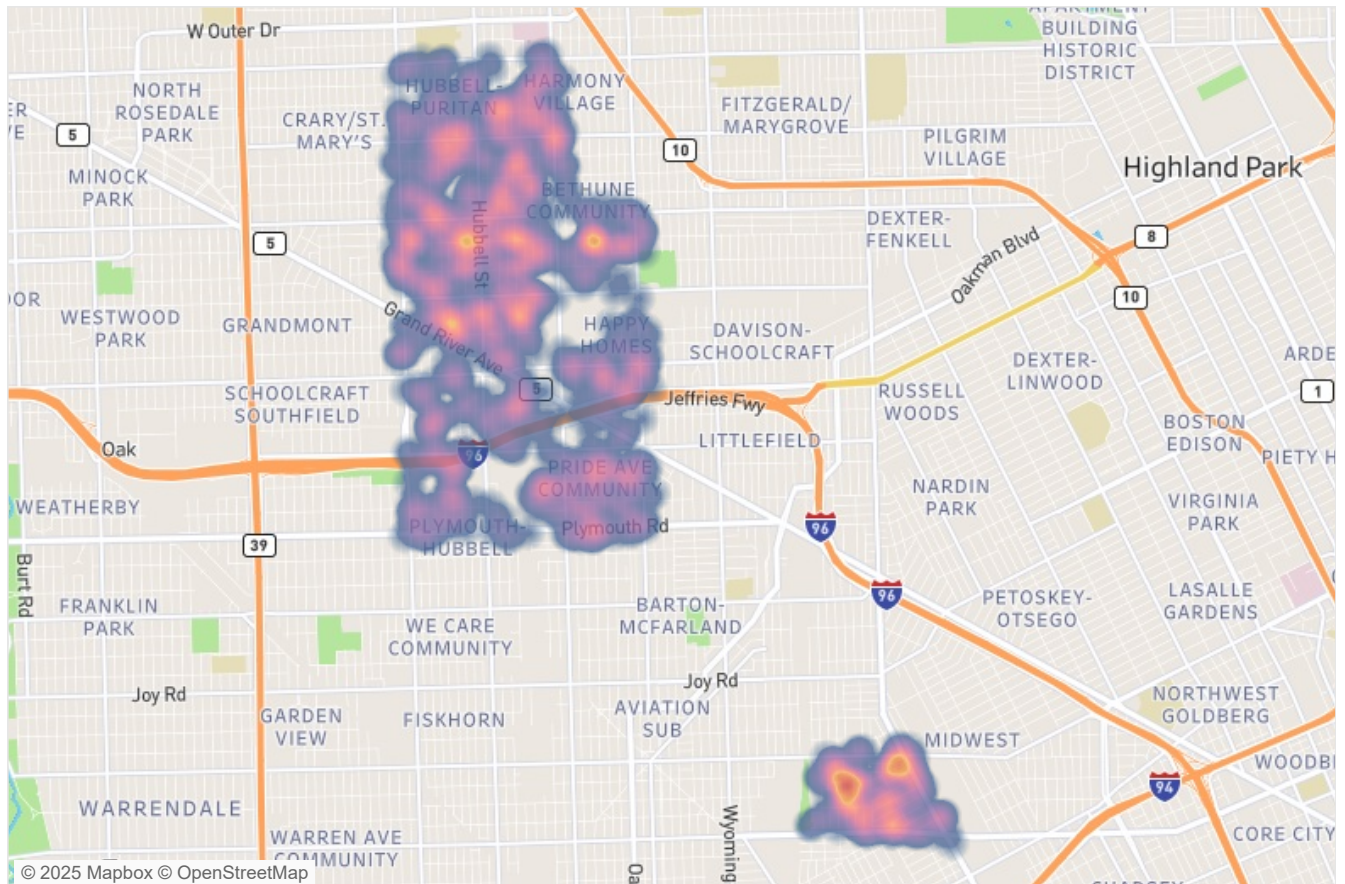 APARTMENT
BUILDING
HISTORIC
DISTRICT
W Outer Dr
HUBBELL-
PURITAN
HARMONY
VILLAGE
NORTH
ROSEDALE
PARK
CRARY/ST.
MARY'S
FITZGERALD/
MARYGROVE
5
10
PILGRIM
VILLAGE
Highland Park
MINOCK
PARK
BETHUNE
COMMUNITY
DEXTER-
FENKELL
8
5
Hubbell St
Oakman Blvd
10
WESTWOOD
PARK
GRANDMONT
Grand River Ave
HAPPY
HOMES
DAVISON-
SCHOOLCRAFT
DEXTER-
LINWOOD
1
SCHOOLCRAFT
SOUTHFIELD
5
Jeffries Fwy
RUSSELL
WOODS
BOSTON
EDISON
Oak
96
LITTLEFIELD
PIETY H
PRIDE AVE
COMMUNITY
WEATHERBY
NARDIN
PARK
VIRGINIA
PARK
PLYMOUTH-
HUBBELL
Plymouth Rd
96
39
Burt Rd
96
FRANKLIN
PARK
WE CARE
COMMUNITY
BARTON-
MCFARLAND
PETOSKEY-
OTSEGO
LASALLE
GARDENS
Joy Rd
Joy Rd
GARDEN
VIEW
FISKHORN
AVIATION
SUB
NORTHWEST
GOLDBERG
MIDWEST
WOODB
94
WARRENDALE
Wyoming
WARREN AVE
COMMUNITY
CORE CITY
© 2025 Mapbox © OpenStreetMap